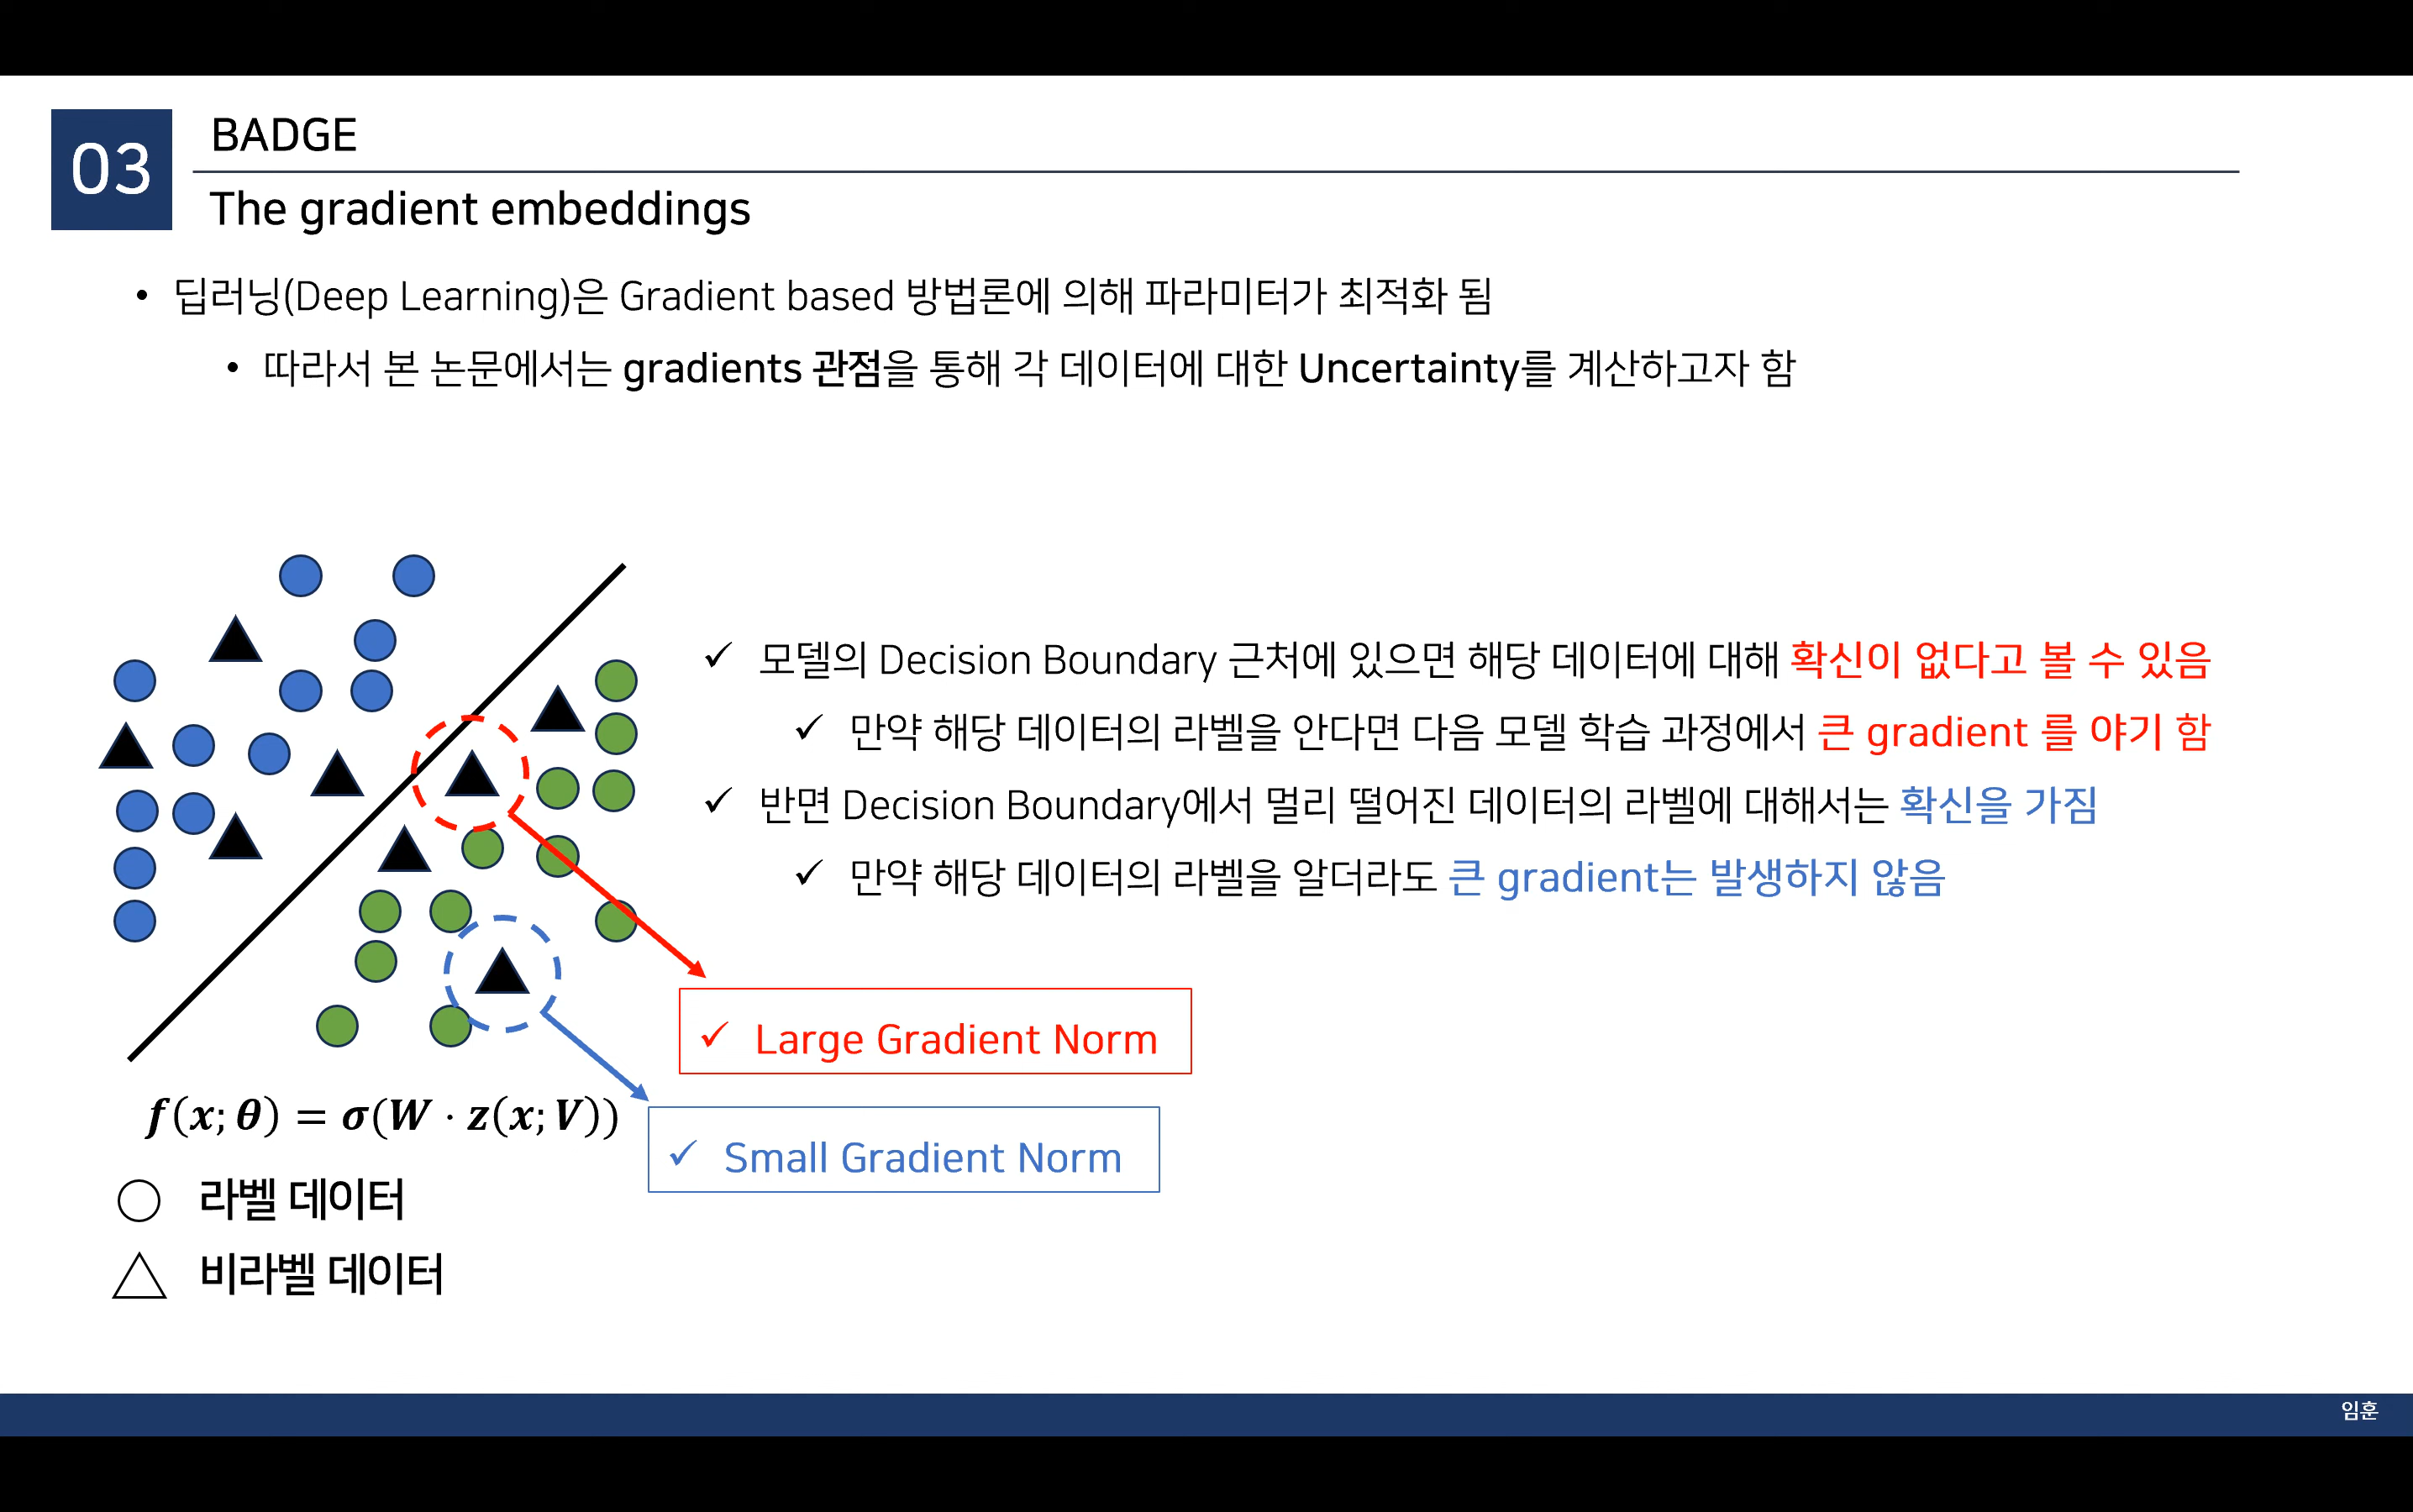 03
BADGE
The gradient embeddings
• 딥러닝(Deep Learning)은 Gradient based 방법론에 의해 파라미터가 최적화 됨
• 따라서 본 논문에서는 gradients 관점을 통해 각 데이터에 대한 Uncertainty를 계산하고자 함
✓ 모델의 Decision Boundary 근처에 있으면 해당 데이터에 대해 확신이 없다고 볼 수 있음
✓ 만약 해당 데이터의 라벨을 안다면 다음 모델 학습 과정에서 큰 gradient 를 야기 함
✓ 반면 Decision Boundary에서 멀리 떨어진 데이터의 라벨에 대해서는 확신을 가짐
✓ 만약 해당 데이터의 라벨을 알더라도 큰 gradient는 발생하지 않음
✓ Large Gradient Norm
✓ Small Gradient Norm
f(x; θ) = σ(W · z(x; V))
라벨 데이터
비라벨 데이터
임훈